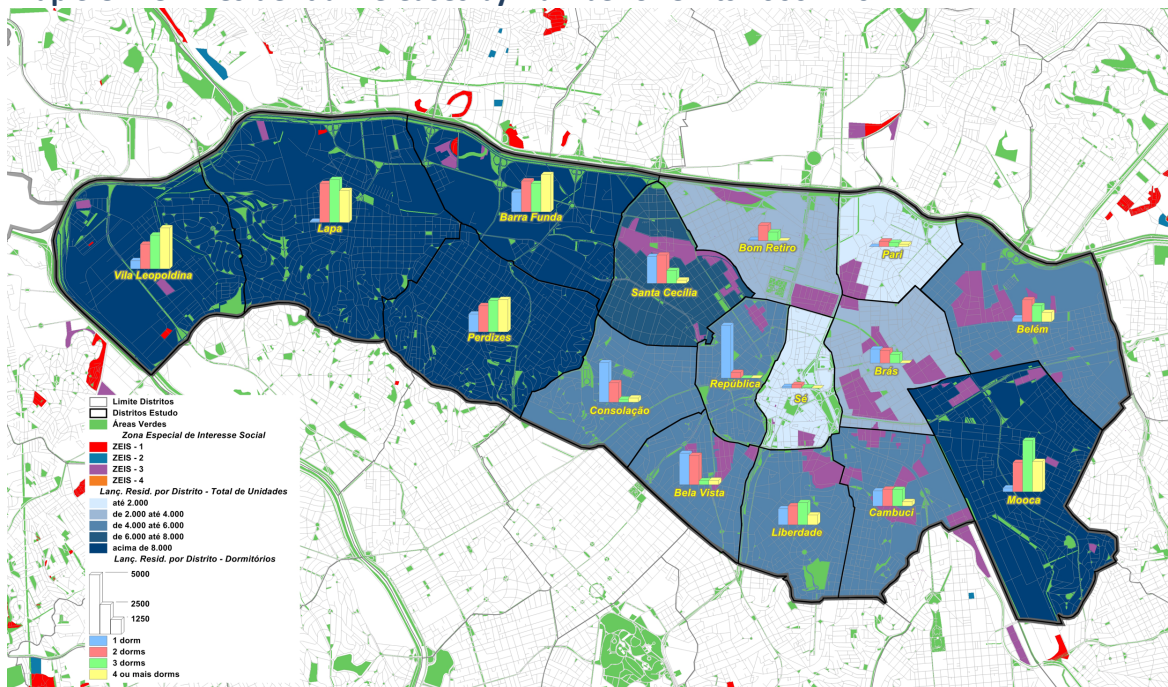 Barra Funda
Lapa
Bom Retiro
Pari
Vila Leopoldina
Santa Cecília
Belém
Perdizes
República
Brás
Consolação
Sé
Bela Vista
Mooca
Cambuci
Liberdade
Limite Distritos
Distritos Estudo
Áreas Verdes
Zona Especial de Interesse Social
ZEIS - 1
ZEIS - 2
ZEIS - 3
ZEIS - 4
Lanç. Resid. por Distrito - Total de Unidades
até 2.000
de 2.000 até 4.000
de 4.000 até 6.000
de 6.000 até 8.000
acima de 8.000
Lanç. Resid. por Distrito - Dormitórios
5000
2500
1250
1 dorm
2 dorms
3 dorms
4 ou mais dorms